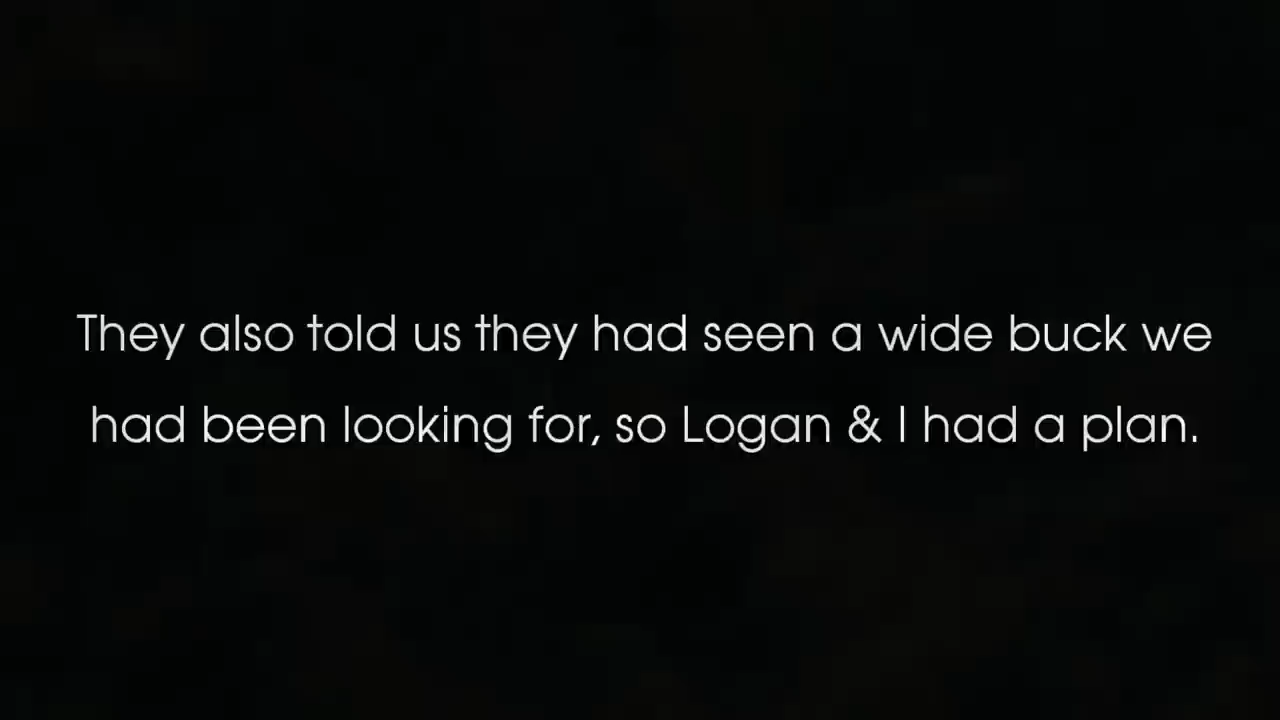 They also told us they had seen a wide buck we
had been looking for, so Logan & I had a plan.